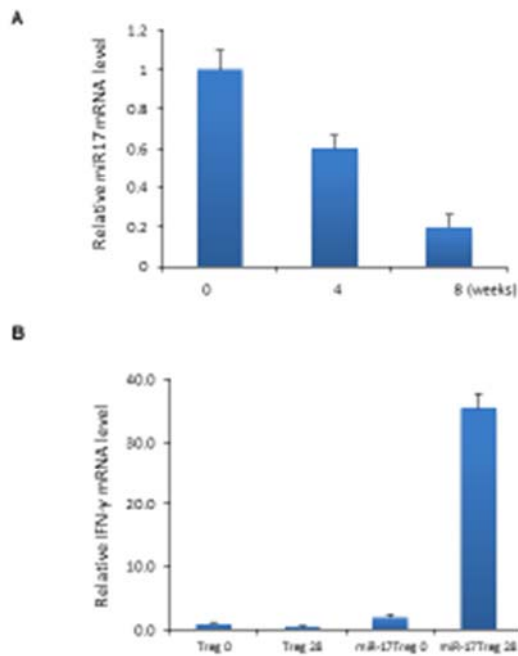 A
Relative miR17 mRNA level
1.2
1
0.8
0.6
0.4
0.2
0
0 4 8 (weeks)
B
Relative IFN-γ mRNA level
40.0
30.0
20.0
10.0
0.0
Treg 0 Treg 28 miR-17Treg 0 miR-17Treg 28